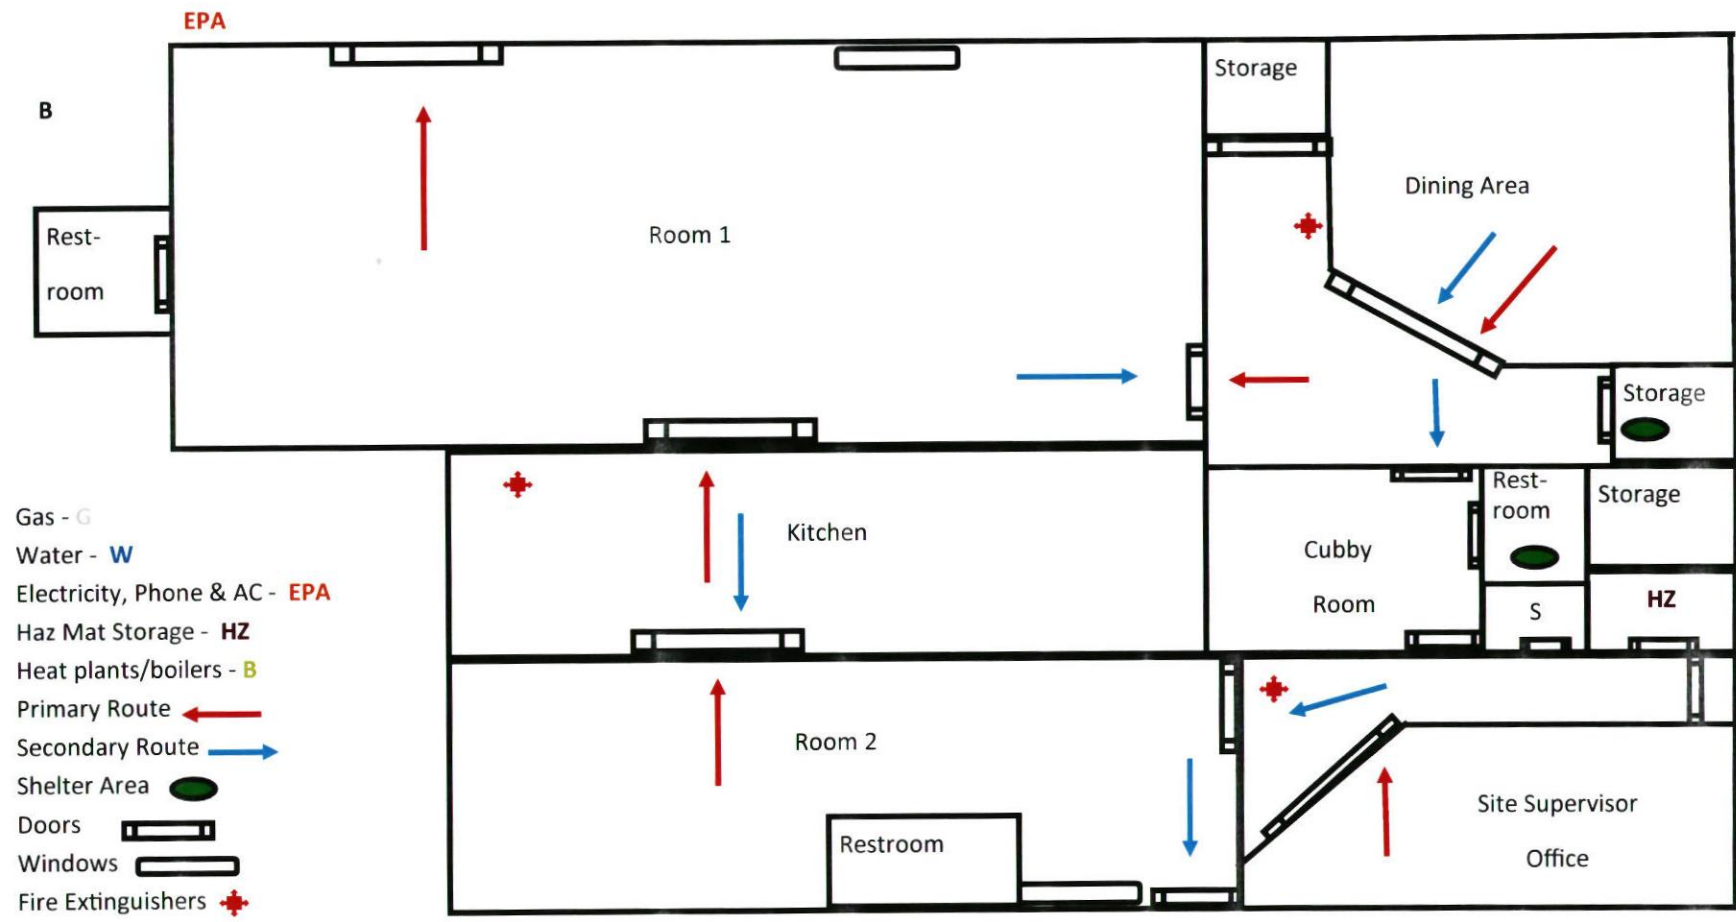 EPA
B
Storage
Dining Area
Rest-
room
Room 1
Storage
Kitchen
Rest-
room
Storage
Cubby
Room
S
HZ
Room 2
Restroom
Site Supervisor
Office
Gas - G
Water - W
Electricity, Phone & AC - EPA
Haz Mat Storage - HZ
Heat plants/boilers - B
Primary Route
Secondary Route
Shelter Area
Doors
Windows
Fire Extinguishers